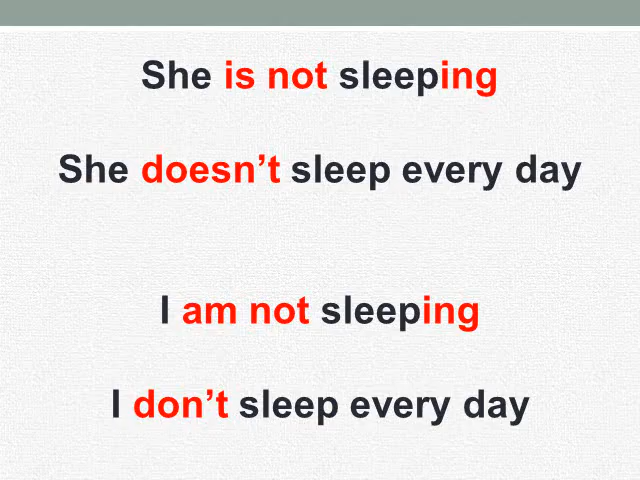 She is not sleeping
She doesn’t sleep every day
I am not sleeping
I don’t sleep every day